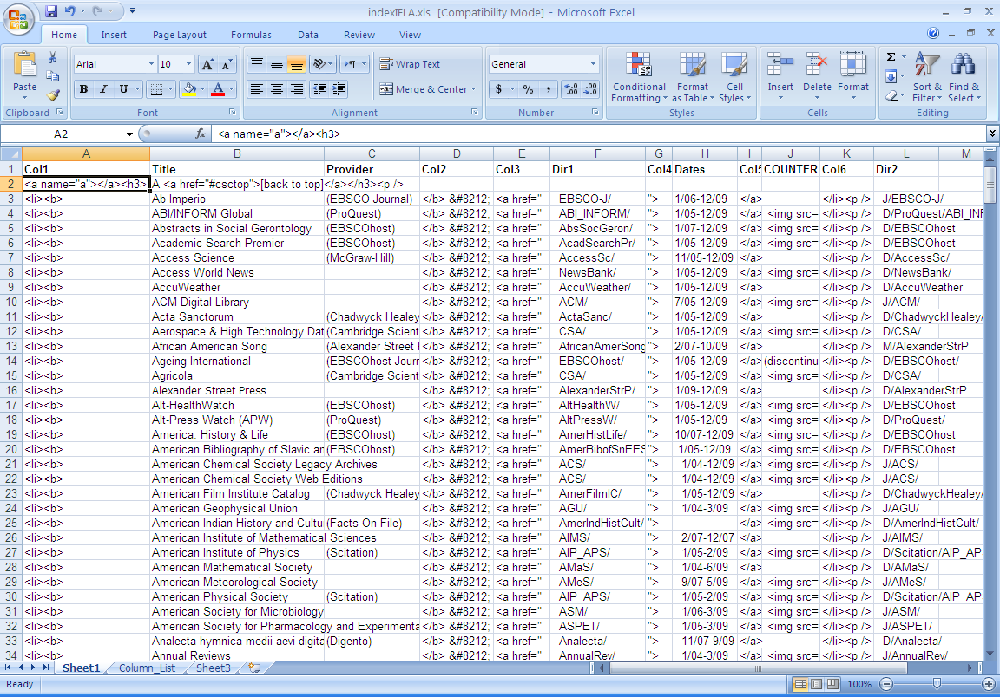 indexIFLA.xls [Compatibility Mode] - Microsoft Excel
Home Insert Page Layout Formulas Data Review View
Arial 10 Wrap Text General
Paste B I U Merge & Center $ % , Conditional Formatting Format as Table Cell Styles Insert Delete Format Σ Sort & Filter Find & Select
Clipboard Font Alignment Number Styles Cells Editing
A2 fx <a name="a"></a><h3>
A B C D E F G H I J K L M
1 Col1 Title Provider Col2 Col3 Dir1 Col4 Dates Col5 COUNTER Col6 Dir2
2 <a name="a"></a><h3> A <a href="#csctop">[back to top]</a></h3><p />
3 <li><b> Ab Imperio (EBSCO Journal) </b> &#8212; <a href=" EBSCO-J/ "> 1/06-12/09 </a> </li><p /> J/EBSCO-J/
4 <li><b> ABI/INFORM Global (ProQuest) </b> &#8212; <a href=" ABI_INFORM/ "> 1/05-12/09 </a> <img src= </li><p /> D/ProQuest/ABI_INF
5 <li><b> Abstracts in Social Gerontology (EBSCOhost) </b> &#8212; <a href=" AbsSocGeron/ "> 1/07-12/09 </a> <img src= </li><p /> D/EBSCOhost
6 <li><b> Academic Search Premier (EBSCOhost) </b> &#8212; <a href=" AcadSearchPr/ "> 1/05-12/09 </a> <img src= </li><p /> D/EBSCOhost
7 <li><b> Access Science (McGraw-Hill) </b> &#8212; <a href=" AccessSc/ "> 11/05-12/09 </a> </li><p /> D/AccessSc/
8 <li><b> Access World News </b> &#8212; <a href=" NewsBank/ "> 1/05-12/09 </a> <img src= </li><p /> D/NewsBank/
9 <li><b> AccuWeather </b> &#8212; <a href=" AccuWeather/ "> 1/05-12/09 </a> </li><p /> D/AccuWeather
10 <li><b> ACM Digital Library </b> &#8212; <a href=" ACM/ "> 7/05-12/09 </a> <img src= </li><p /> J/ACM/
11 <li><b> Acta Sanctorum (Chadwyck Healey </b> &#8212; <a href=" ActaSanc/ "> 1/05-12/09 </a> </li><p /> D/ChadwyckHealey/
12 <li><b> Aerospace & High Technology Dat (Cambridge Scient </b> &#8212; <a href=" CSA/ "> 1/05-12/09 </a> <img src= </li><p /> D/CSA/
13 <li><b> African American Song (Alexander Street </b> &#8212; <a href=" AfricanAmerSong "> 2/07-10/09 </a> </li><p /> M/AlexanderStrP
14 <li><b> Ageing International (EBSCOhost Journ </b> &#8212; <a href=" EBSCOhost/ "> 1/05-12/09 </a> (discontinu </li><p /> D/EBSCOhost/
15 <li><b> Agricola (Cambridge Scient </b> &#8212; <a href=" CSA/ "> 1/05-12/09 </a> <img src= </li><p /> D/CSA/
16 <li><b> Alexander Street Press </b> &#8212; <a href=" AlexanderStrP/ "> 1/09-12/09 </a> </li><p /> D/AlexanderStrP
17 <li><b> Alt-HealthWatch (EBSCOhost) </b> &#8212; <a href=" AltHealthW/ "> 1/05-12/09 </a> <img src= </li><p /> D/EBSCOhost
18 <li><b> Alt-Press Watch (APW) (ProQuest) </b> &#8212; <a href=" AltPressW/ "> 1/05-12/09 </a> <img src= </li><p /> D/ProQuest/
19 <li><b> America: History & Life (EBSCOhost) </b> &#8212; <a href=" AmerHistLife/ "> 10/07-12/09 </a> <img src= </li><p /> D/EBSCOhost
20 <li><b> American Bibliography of Slavic an (EBSCOhost) </b> &#8212; <a href=" AmerBibofSnEES "> 1/05-12/09 </a> <img src= </li><p /> D/EBSCOhost
21 <li><b> American Chemical Society Legacy Archives </b> &#8212; <a href=" ACS/ "> 1/04-12/09 </a> <img src= </li><p /> J/ACS/
22 <li><b> American Chemical Society Web Editions </b> &#8212; <a href=" ACS/ "> 1/04-12/09 </a> <img src= </li><p /> J/ACS/
23 <li><b> American Film Institute Catalog (Chadwyck Healey </b> &#8212; <a href=" AmerFilmIC/ "> 1/05-12/09 </a> </li><p /> D/ChadwyckHealey/
24 <li><b> American Geophysical Union </b> &#8212; <a href=" AGU/ "> 1/04-3/09 </a> <img src= </li><p /> J/AGU/
25 <li><b> American Indian History and Cultu (Facts On File) </b> &#8212; <a href=" AmerIndHistCult/ "> </a> <img src= </li><p /> D/AmerIndHistCult/
26 <li><b> American Institute of Mathematical Sciences </b> &#8212; <a href=" AIMS/ "> 2/07-12/07 </a> </li><p /> J/AIMS/
27 <li><b> American Institute of Physics (Scitation) </b> &#8212; <a href=" AIP_APS/ "> 1/05-2/09 </a> <img src= </li><p /> D/Scitation/AIP_AP
28 <li><b> American Mathematical Society </b> &#8212; <a href=" AMaS/ "> 1/04-6/09 </a> </li><p /> D/AMaS/
29 <li><b> American Meteorological Society </b> &#8212; <a href=" AMeS/ "> 9/07-5/09 </a> <img src= </li><p /> J/AMeS/
30 <li><b> American Physical Society (Scitation) </b> &#8212; <a href=" AIP_APS/ "> 1/05-2/09 </a> <img src= </li><p /> D/Scitation/AIP_AP
31 <li><b> American Society for Microbiology </b> &#8212; <a href=" ASM/ "> 1/06-3/09 </a> <img src= </li><p /> J/ASM/
32 <li><b> American Society for Pharmacology and Experimenta </b> &#8212; <a href=" ASPET/ "> 1/05-3/09 </a> <img src= </li><p /> J/ASPET/
33 <li><b> Analecta hymnica medii aevi digita (Digento) </b> &#8212; <a href=" Analecta/ "> 11/07-9/09 </a> </li><p /> D/Analecta/
34 <li><b> Annual Reviews </b> &#8212; <a href=" AnnualRev/ "> 1/04-3/09 </a> <img src= </li><p /> J/AnnualRev/
Sheet1 Column_List Sheet3
Ready 100%